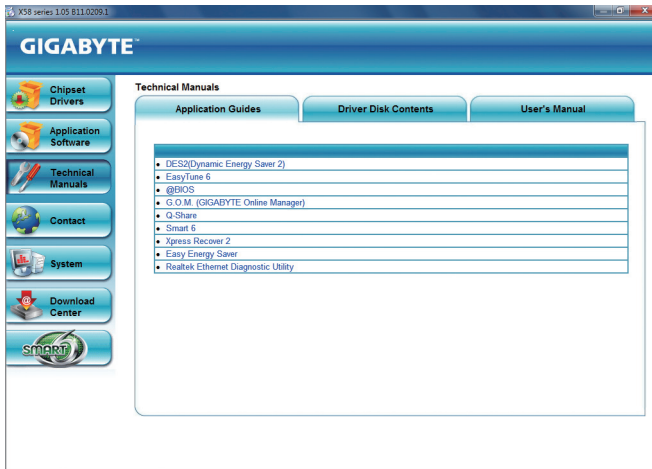 X58 series 1.05 B11.0209.1
GIGABYTE™
Chipset
Drivers
Application
Software
Technical
Manuals
Contact
System
Download
Center
SMART6
Technical Manuals
Application Guides
Driver Disk Contents
User's Manual
• DES2(Dynamic Energy Saver 2)
• EasyTune 6
• @BIOS
• G.O.M. (GIGABYTE Online Manager)
• Q-Share
• Smart 6
• Xpress Recover 2
• Easy Energy Saver
• Realtek Ethernet Diagnostic Utility